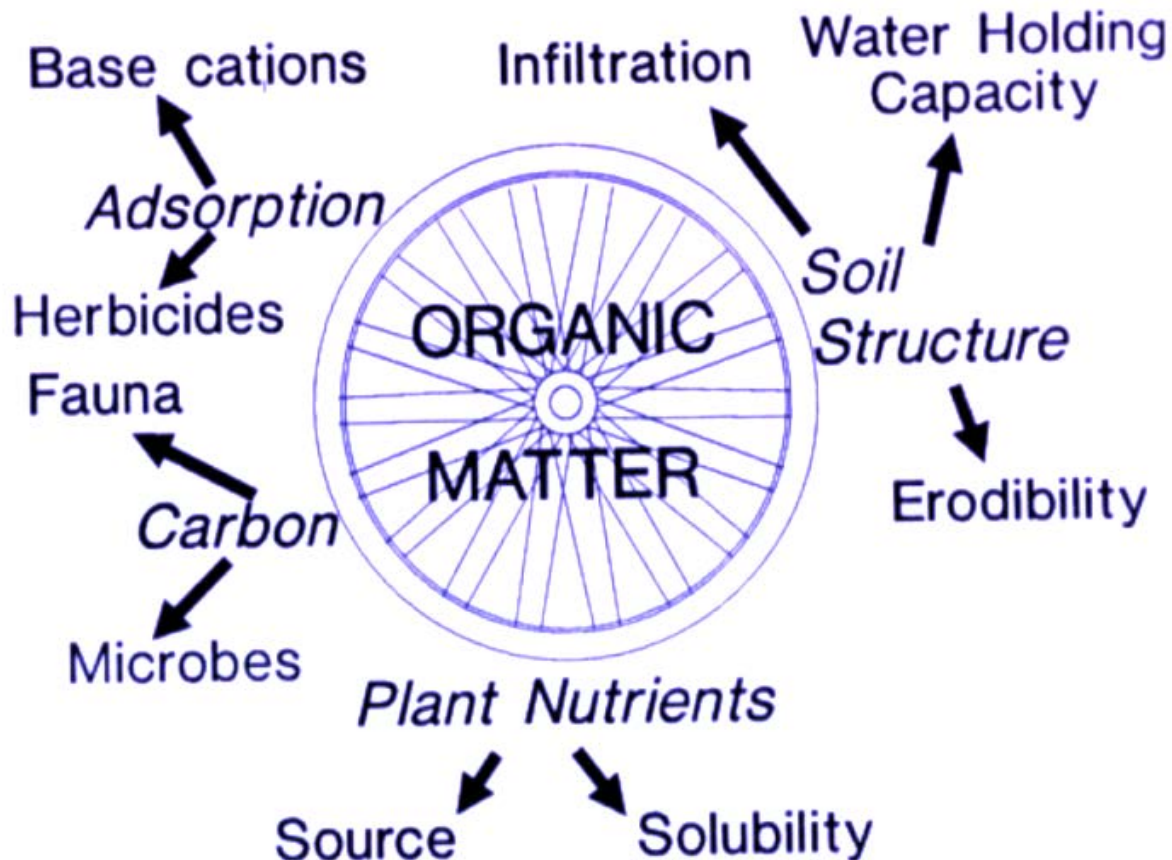 Base cations
Infiltration
Water Holding
Capacity
Adsorption
Herbicides
Soil
Structure
ORGANIC
MATTER
Fauna
Carbon
Microbes
Erodibility
Plant Nutrients
Source
Solubility